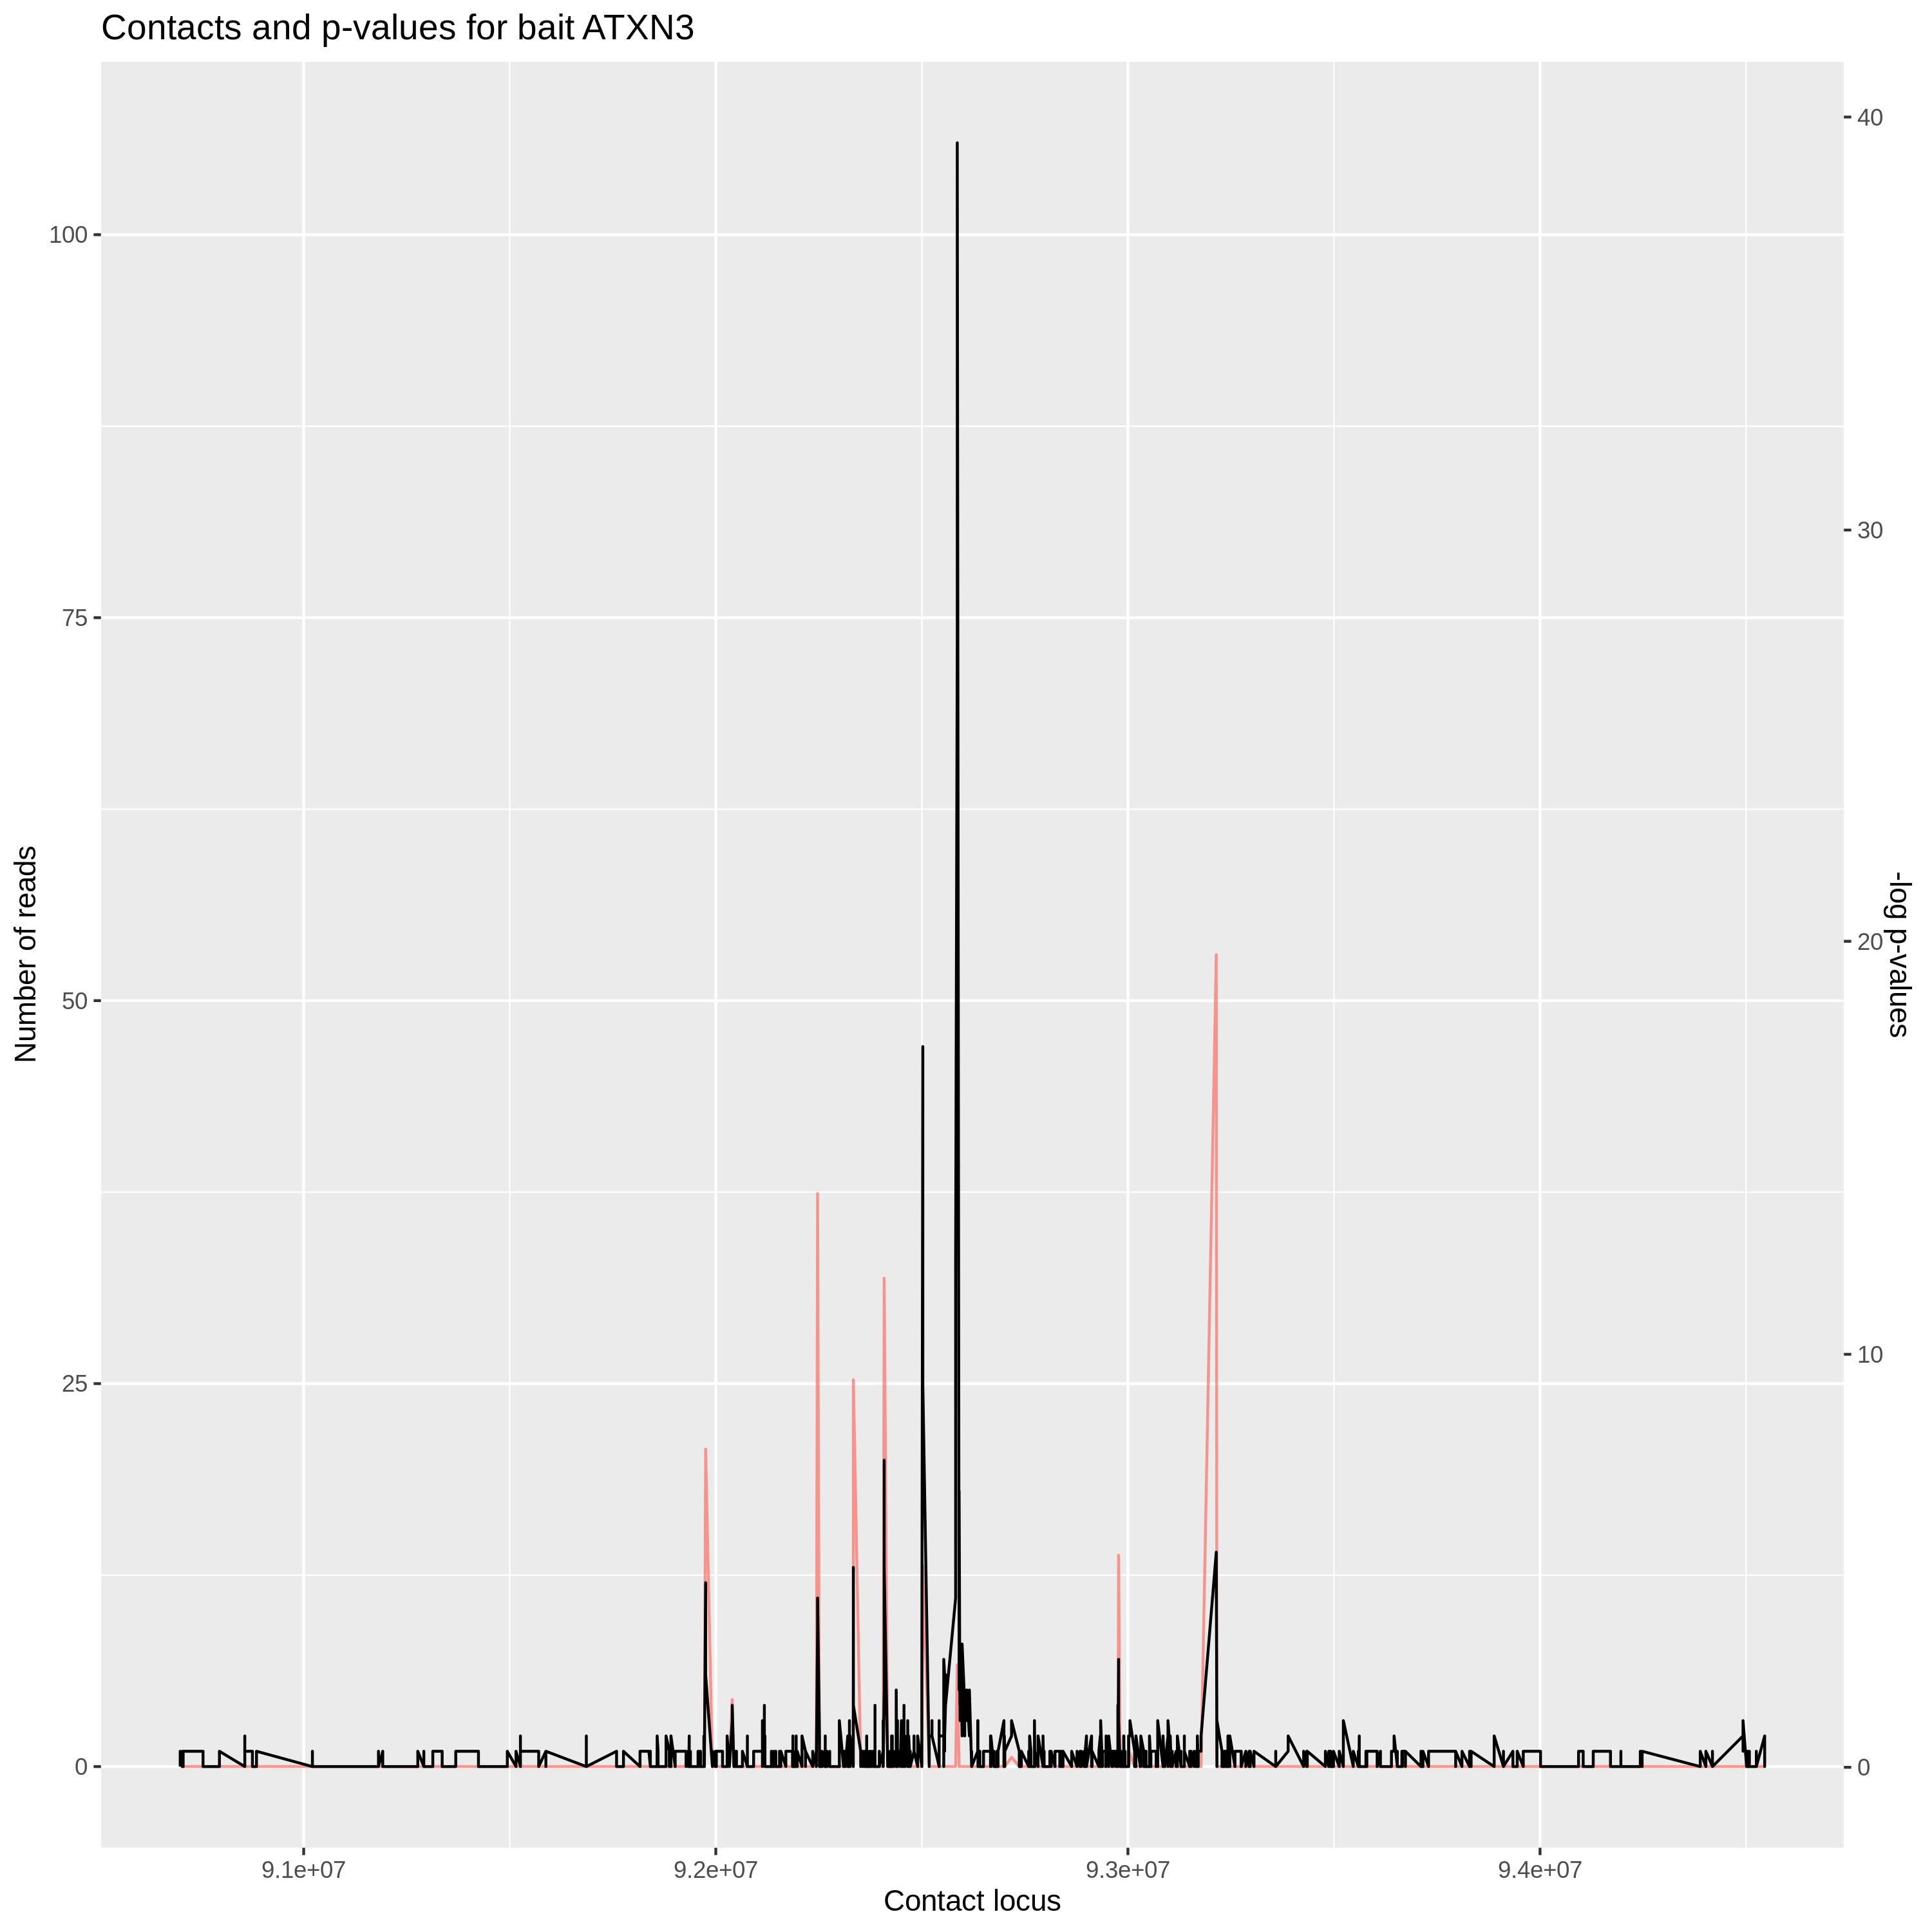 Contacts and p-values for bait ATXN3
Number of reads
100
75
50
25
0
40
30
20
10
0
-log p-values
9.1e+07 9.2e+07 9.3e+07 9.4e+07
Contact locus